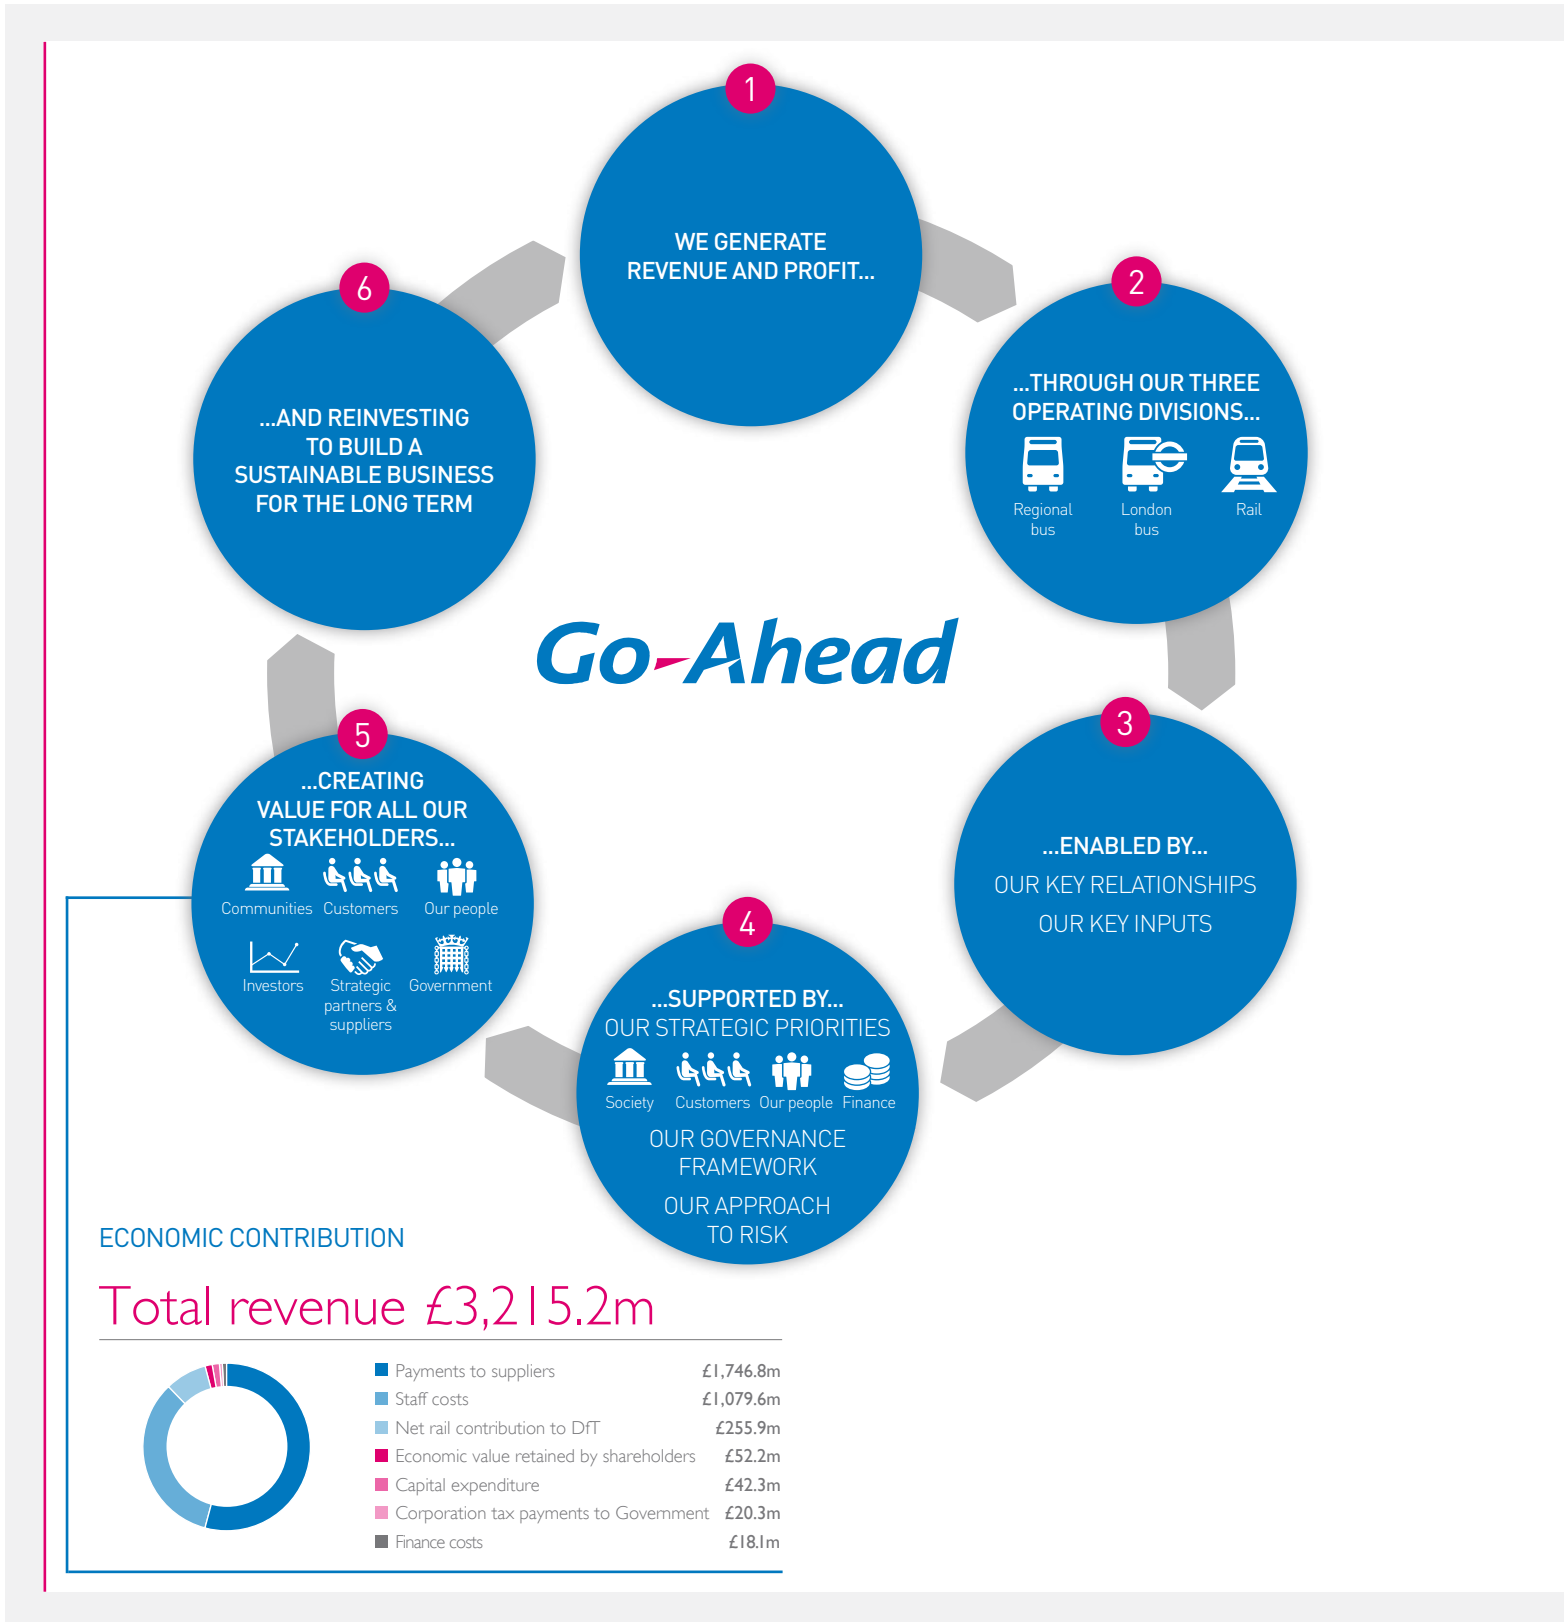 1
WE GENERATE
REVENUE AND PROFIT...
2
...THROUGH OUR THREE
OPERATING DIVISIONS...
Regional
bus
London
bus
Rail
3
...ENABLED BY...
OUR KEY RELATIONSHIPS
OUR KEY INPUTS
4
...SUPPORTED BY...
OUR STRATEGIC PRIORITIES
Society Customers Our people Finance
OUR GOVERNANCE
FRAMEWORK
OUR APPROACH
TO RISK
5
...CREATING
VALUE FOR ALL OUR
STAKEHOLDERS...
Communities Customers Our people
Investors
Strategic
partners &
suppliers
Government
6
...AND REINVESTING
TO BUILD A
SUSTAINABLE BUSINESS
FOR THE LONG TERM
Go-Ahead
ECONOMIC CONTRIBUTION
Total revenue £3,215.2m
Payments to suppliers £1,746.8m
Staff costs £1,079.6m
Net rail contribution to DfT £255.9m
Economic value retained by shareholders £52.2m
Capital expenditure £42.3m
Corporation tax payments to Government £20.3m
Finance costs £18.1m